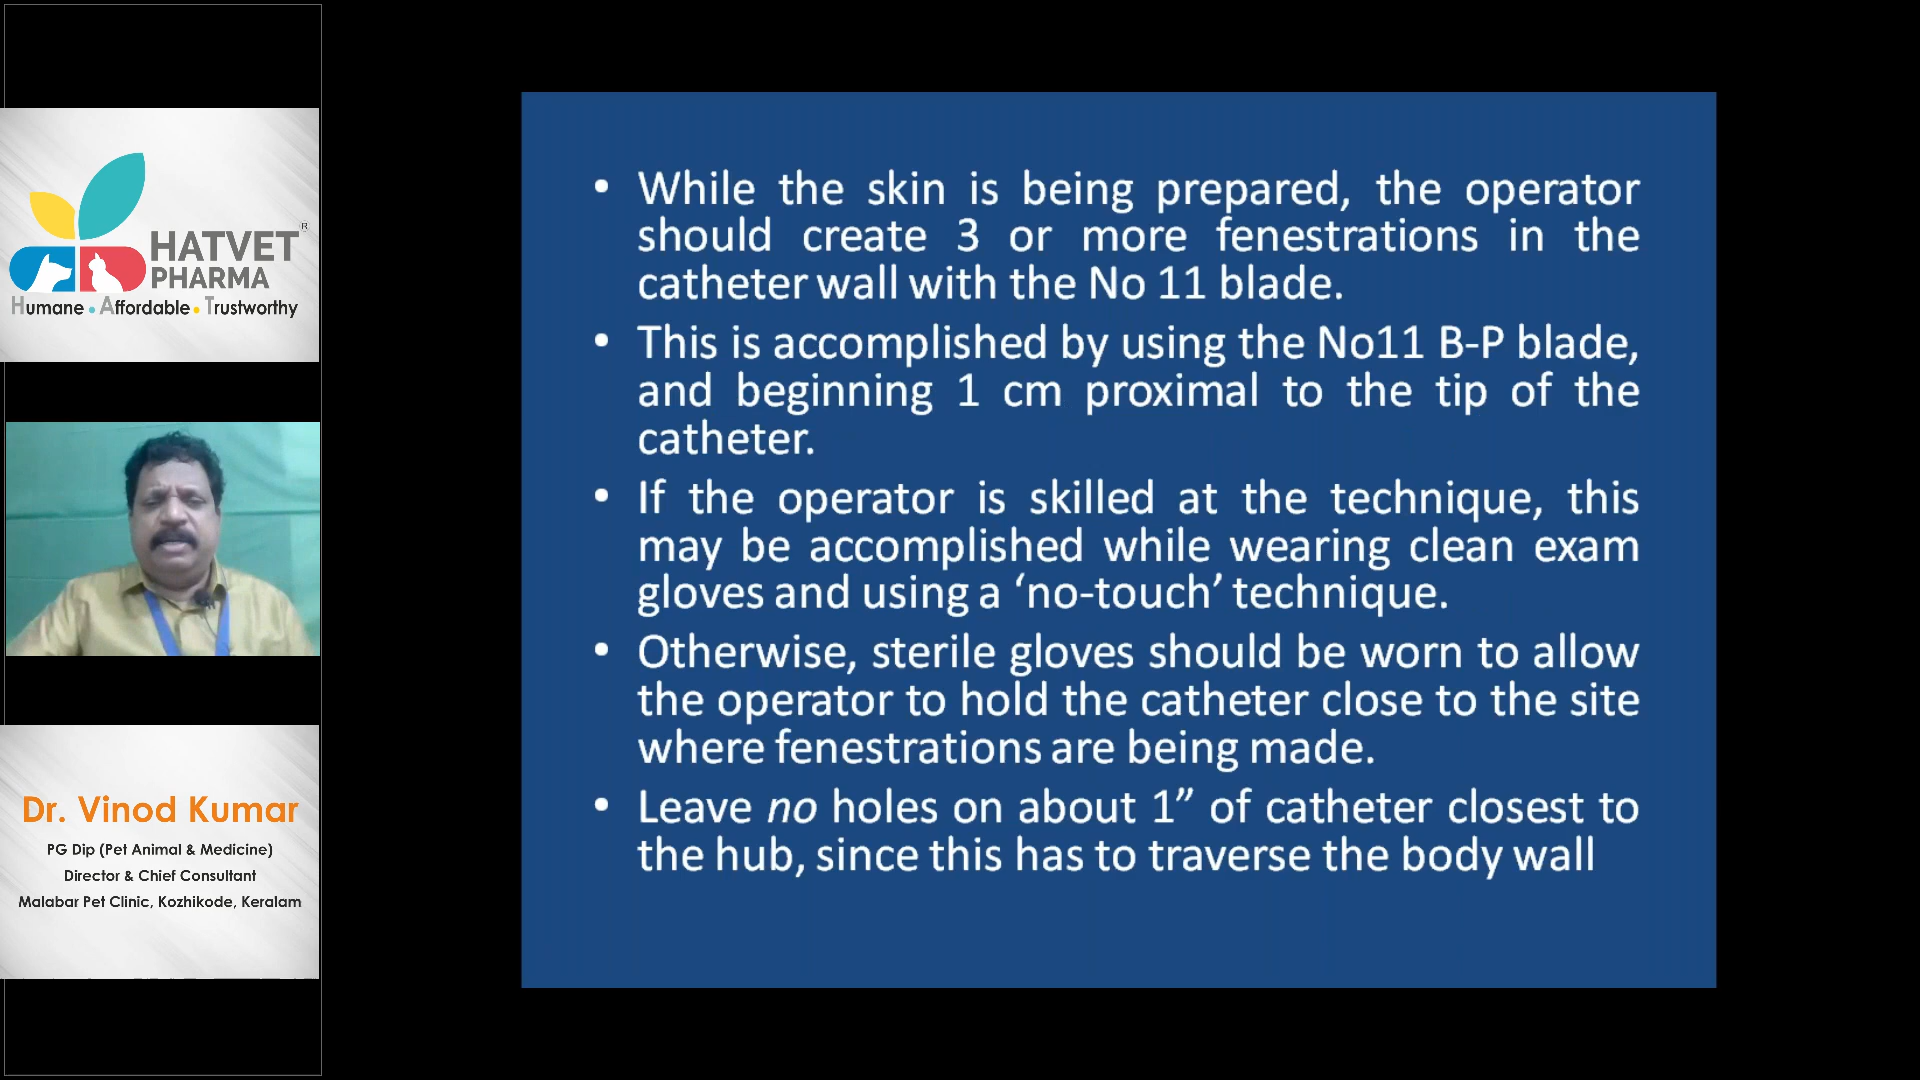 HATVET®
PHARMA
Humane • Affordable • Trustworthy
Dr. Vinod Kumar
PG Dip (Pet Animal & Medicine)
Director & Chief Consultant
Malabar Pet Clinic, Kozhikode, Keralam
• While the skin is being prepared, the operator
should create 3 or more fenestrations in the
catheter wall with the No 11 blade.
• This is accomplished by using the No11 B-P blade,
and beginning 1 cm proximal to the tip of the
catheter.
• If the operator is skilled at the technique, this
may be accomplished while wearing clean exam
gloves and using a ‘no-touch’ technique.
• Otherwise, sterile gloves should be worn to allow
the operator to hold the catheter close to the site
where fenestrations are being made.
• Leave no holes on about 1” of catheter closest to
the hub, since this has to traverse the body wall